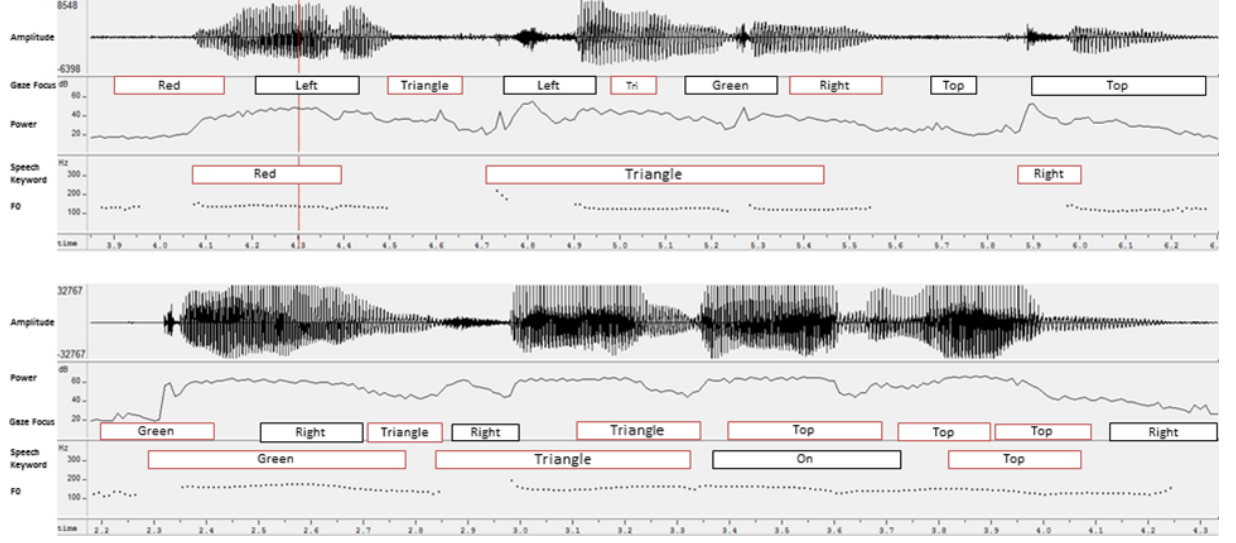 8548
Amplitude
-6398
Gaze Focus dB Red Left Triangle Left Tri Green Right Top Top
60
Power 40
20
Speech Keyword Hz 300 Red Triangle Right
200
F0 100
time 3.9 4.0 4.1 4.2 4.3 4.4 4.5 4.6 4.7 4.8 4.9 5.0 5.1 5.2 5.3 5.4 5.5 5.6 5.7 5.8 5.9 6.0 6.1 6.2 6.
32767
Amplitude
-32767
Power dB 60
40
20
Gaze Focus Green Right Triangle Right Triangle Top Top Top Right
Speech Keyword Hz 300 Green Triangle On Top
200
F0 100
time 2.2 2.3 2.4 2.5 2.6 2.7 2.8 2.9 3.0 3.1 3.2 3.3 3.4 3.5 3.6 3.7 3.8 3.9 4.0 4.1 4.2 4.3